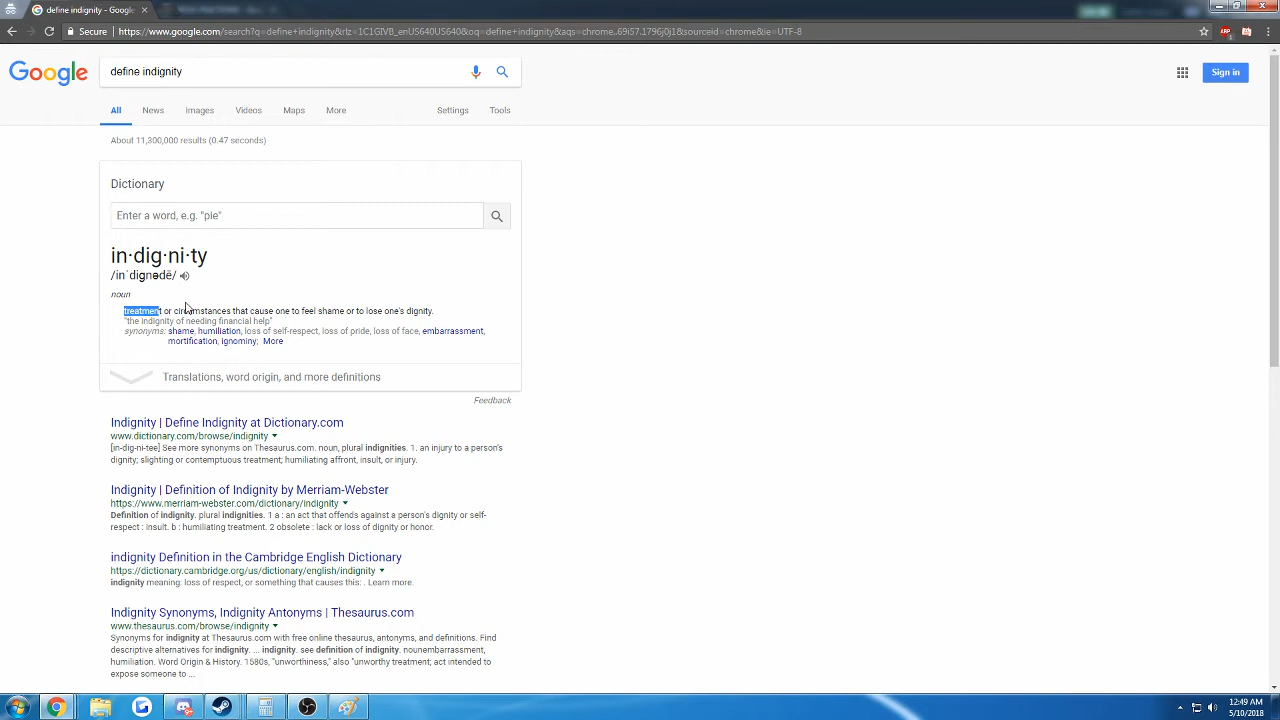 define indignity - Google
Secure | https://www.google.com/search?q=define+indignity&rlz=1C1GIVB_enUS640US640&oq=define+indignity&aqs=chrome..69i57.1796j0j1&sourceid=chrome&ie=UTF-8
Google define indignity Sign in
All News Images Videos Maps More Settings Tools
About 11,300,000 results (0.47 seconds)
Dictionary
Enter a word, e.g. "pie"
in·dig·ni·ty
/inˈdiɡnədē/
noun
treatment or circumstances that cause one to feel shame or to lose one's dignity.
"the indignity of needing financial help"
synonyms: shame, humiliation, loss of self-respect, loss of pride, loss of face, embarrassment,
mortification, ignominy; More
Translations, word origin, and more definitions
Feedback
Indignity | Define Indignity at Dictionary.com
www.dictionary.com/browse/indignity
[in-dig-ni-tee] See more synonyms on Thesaurus.com. noun, plural indignities. 1. an injury to a person's
dignity; slighting or contemptuous treatment; humiliating affront, insult, or injury.
Indignity | Definition of Indignity by Merriam-Webster
https://www.merriam-webster.com/dictionary/indignity
Definition of indignity. plural indignities. 1 a : an act that offends against a person's dignity or self-
respect : insult. b : humiliating treatment. 2 obsolete : lack or loss of dignity or honor.
indignity Definition in the Cambridge English Dictionary
https://dictionary.cambridge.org/us/dictionary/english/indignity
indignity meaning: loss of respect, or something that causes this: . Learn more.
Indignity Synonyms, Indignity Antonyms | Thesaurus.com
www.thesaurus.com/browse/indignity
Synonyms for indignity at Thesaurus.com with free online thesaurus, antonyms, and definitions. Find
descriptive alternatives for indignity. ... indignity. see definition of indignity. nounembarrassment,
humiliation. Word Origin & History. 1580s, "unworthiness," also "unworthy treatment; act intended to
expose someone to ...
12:49 AM
5/10/2018